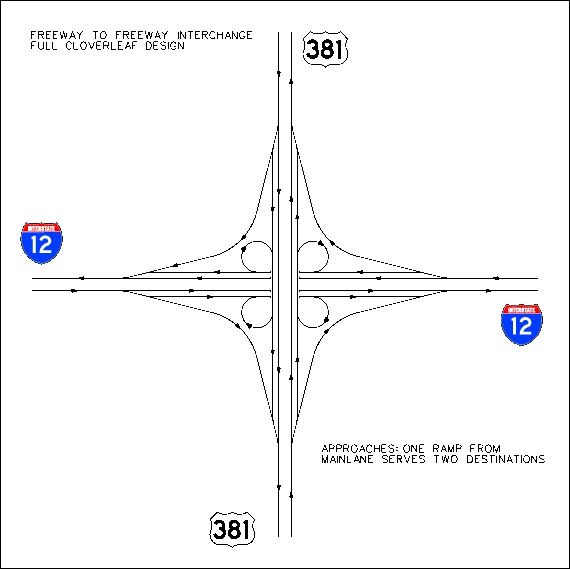 FREEWAY TO FREEWAY INTERCHANGE
FULL CLOVERLEAF DESIGN
381
INTERSTATE
12
INTERSTATE
12
APPROACHES: ONE RAMP FROM
MAINLANE SERVES TWO DESTINATIONS
381